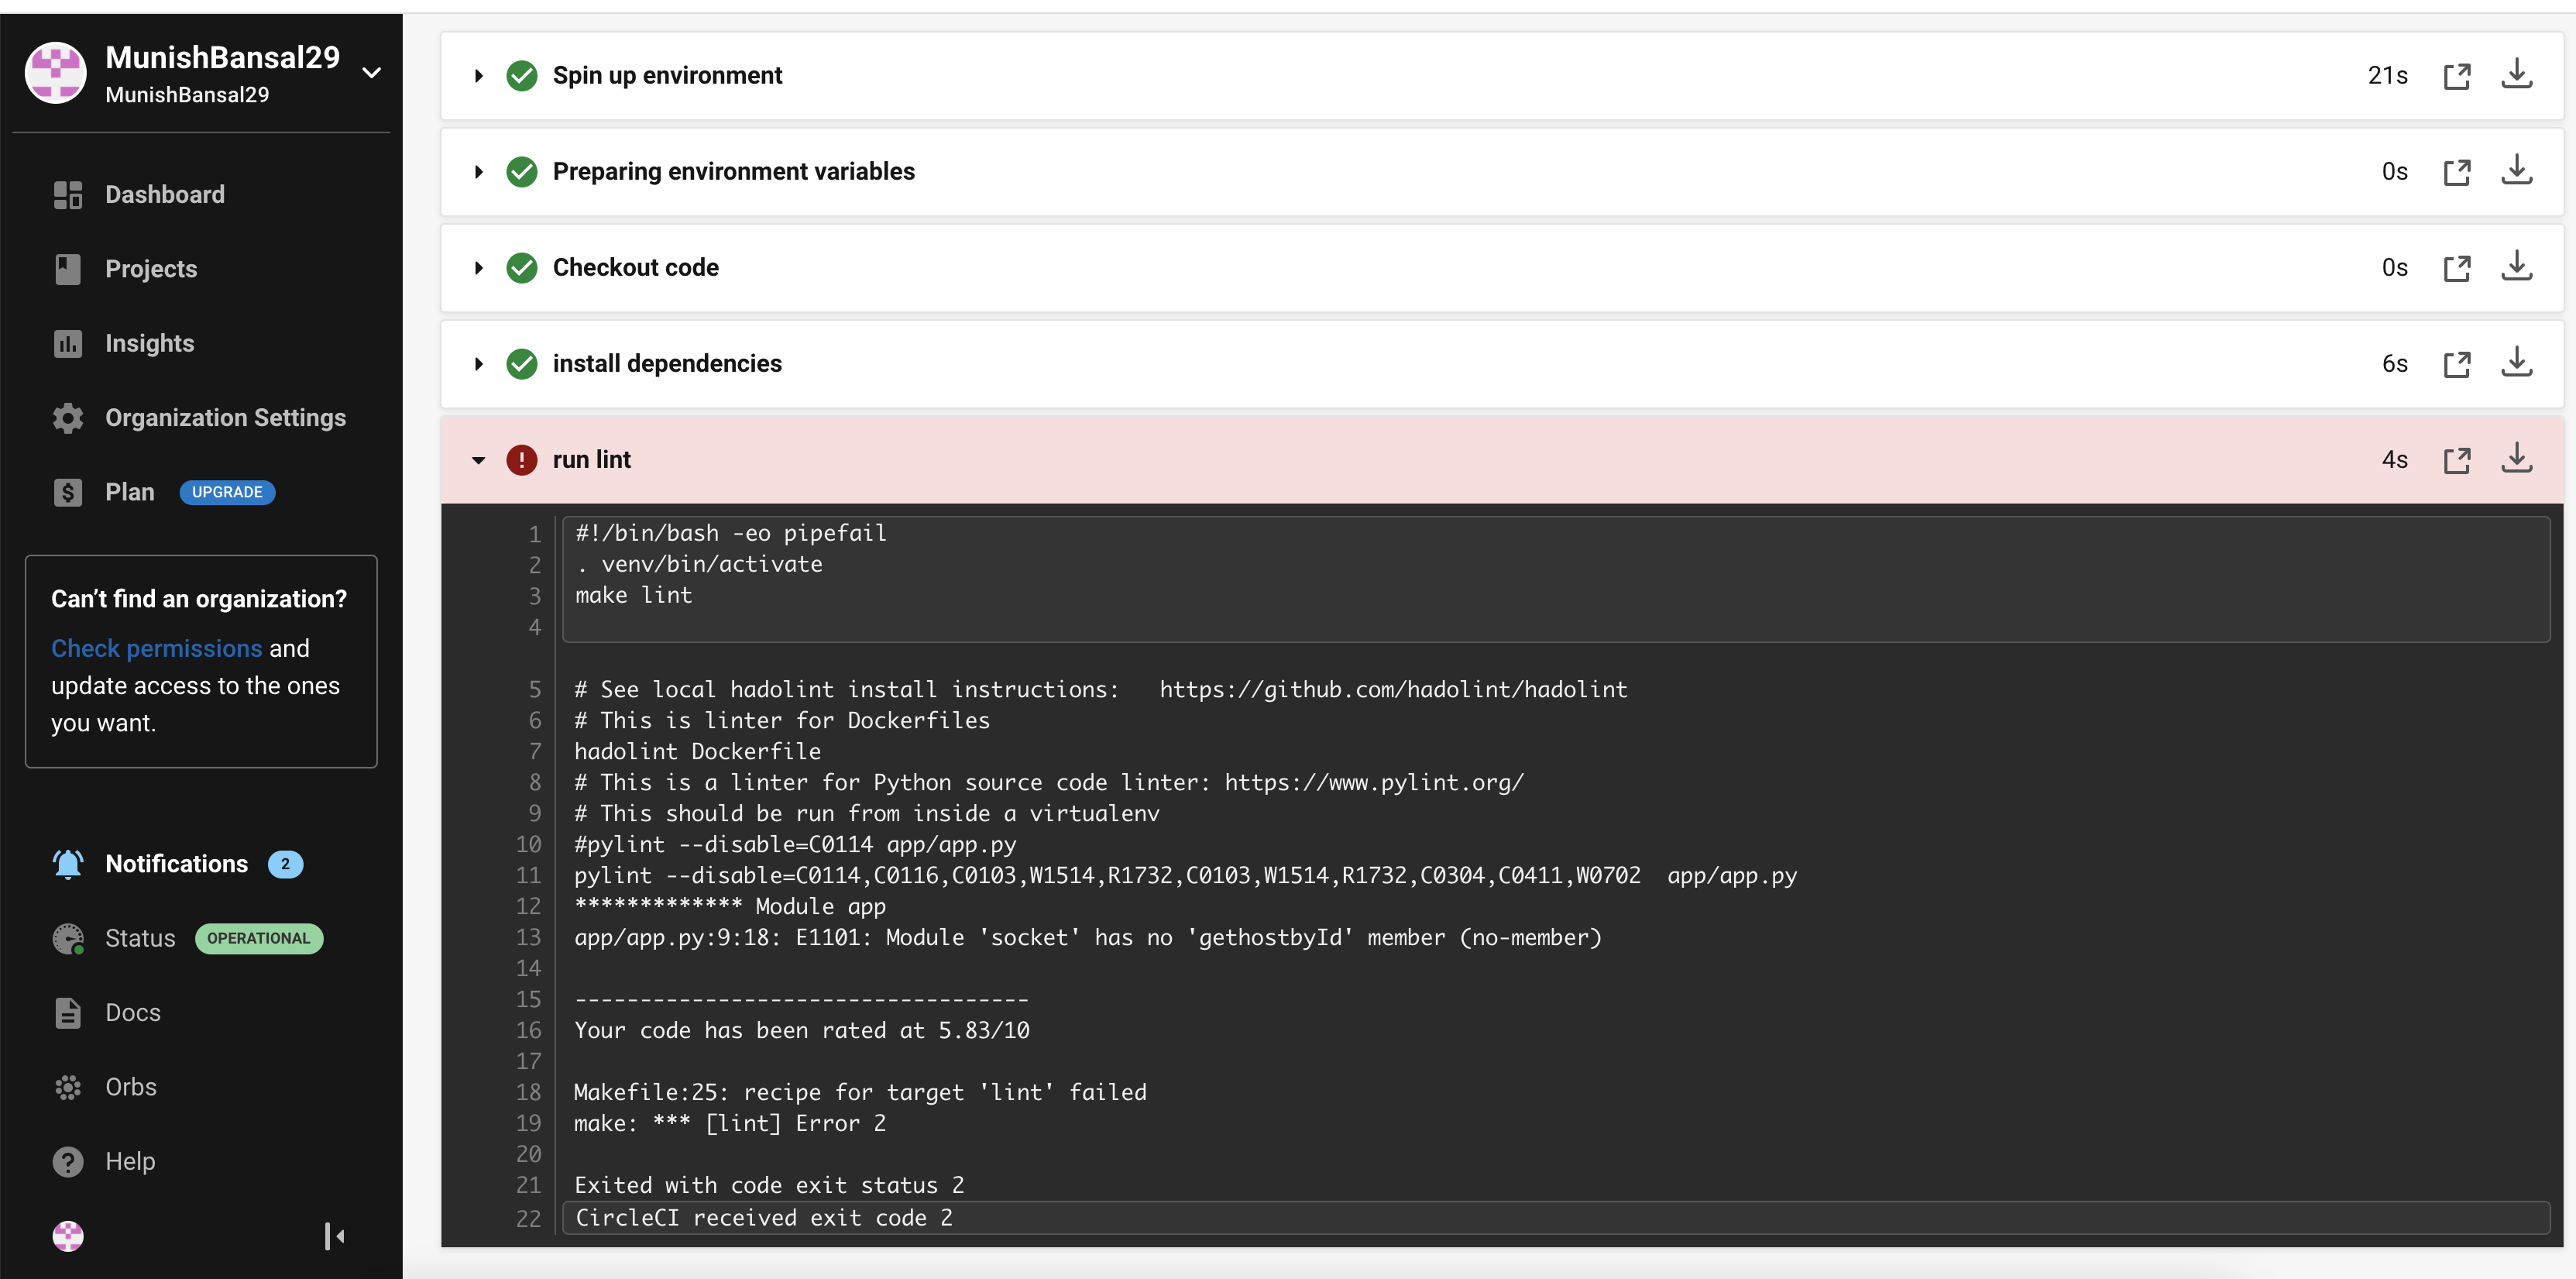 MunishBansal29
MunishBansal29
Dashboard
Projects
Insights
Organization Settings
Plan UPGRADE
Can’t find an organization?
Check permissions and
update access to the ones
you want.
Notifications 2
Status OPERATIONAL
Docs
Orbs
Help
Spin up environment 21s
Preparing environment variables 0s
Checkout code 0s
install dependencies 6s
run lint 4s
1 #!/bin/bash -eo pipefail
2 . venv/bin/activate
3 make lint
4
5 # See local hadolint install instructions:   https://github.com/hadolint/hadolint
6 # This is linter for Dockerfiles
7 hadolint Dockerfile
8 # This is a linter for Python source code linter: https://www.pylint.org/
9 # This should be run from inside a virtualenv
10 #pylint --disable=C0114 app/app.py
11 pylint --disable=C0114,C0116,C0103,W1514,R1732,C0103,W1514,R1732,C0304,C0411,W0702  app/app.py
12 ************* Module app
13 app/app.py:9:18: E1101: Module 'socket' has no 'gethostbyId' member (no-member)
14
15 -----------------------------------
16 Your code has been rated at 5.83/10
17
18 Makefile:25: recipe for target 'lint' failed
19 make: *** [lint] Error 2
20
21 Exited with code exit status 2
22 CircleCI received exit code 2